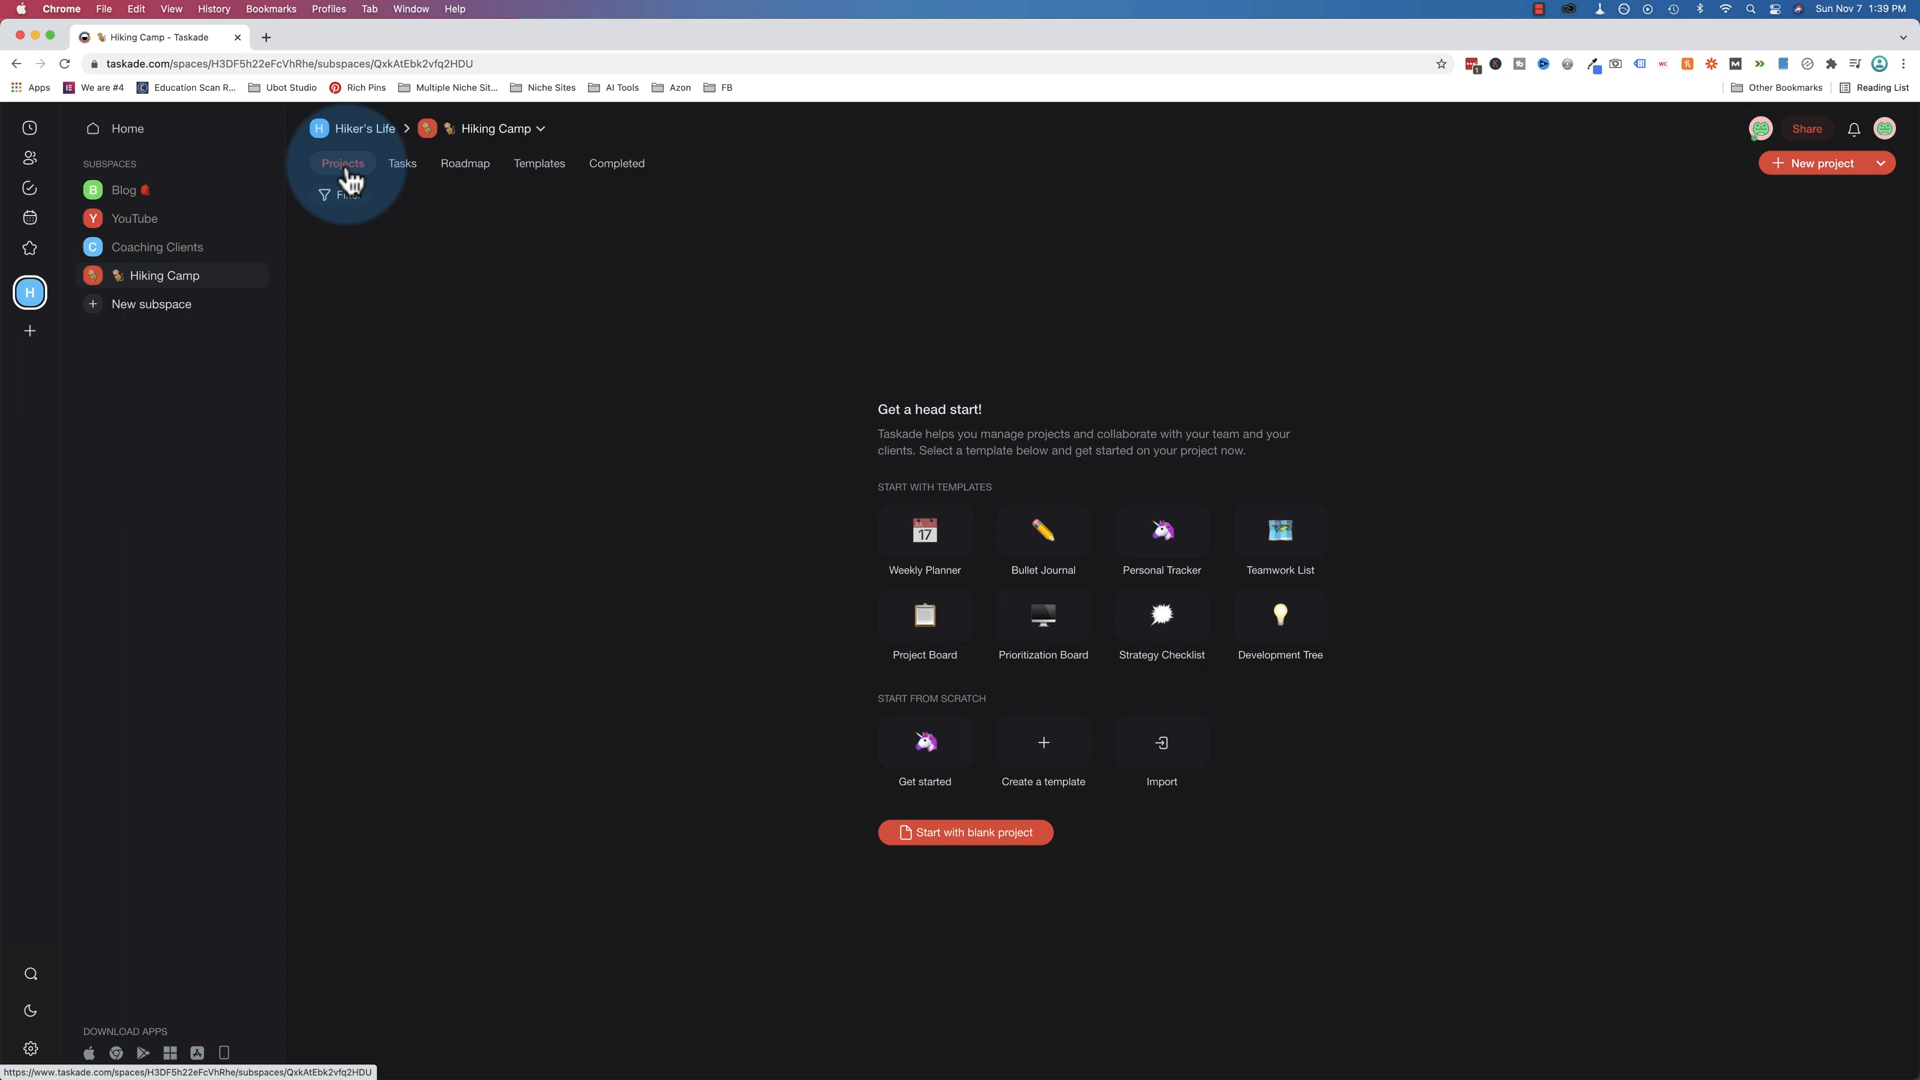 Chrome File Edit View History Bookmarks Profiles Tab Window Help
Sun Nov 7 1:39 PM
Hiking Camp - Taskade
taskade.com/spaces/H3DF5h22eFcVhRhe/subspaces/QxkAtEbk2vfq2HDU
Apps We are #4 Education Scan R... Ubot Studio Rich Pins Multiple Niche Sit... Niche Sites AI Tools Azon FB Other Bookmarks Reading List
Home
Hiker's Life > Hiking Camp
Share
SUBSPACES
Projects Tasks Roadmap Templates Completed
+ New project
B Blog
Filter
Y YouTube
C Coaching Clients
Hiking Camp
H
+ New subspace
Get a head start!
Taskade helps you manage projects and collaborate with your team and your
clients. Select a template below and get started on your project now.
START WITH TEMPLATES
17
Weekly Planner Bullet Journal Personal Tracker Teamwork List
Project Board Prioritization Board Strategy Checklist Development Tree
START FROM SCRATCH
Get started Create a template Import
Start with blank project
DOWNLOAD APPS
https://www.taskade.com/spaces/H3DF5h22eFcVhRhe/subspaces/QxkAtEbk2vfq2HDU